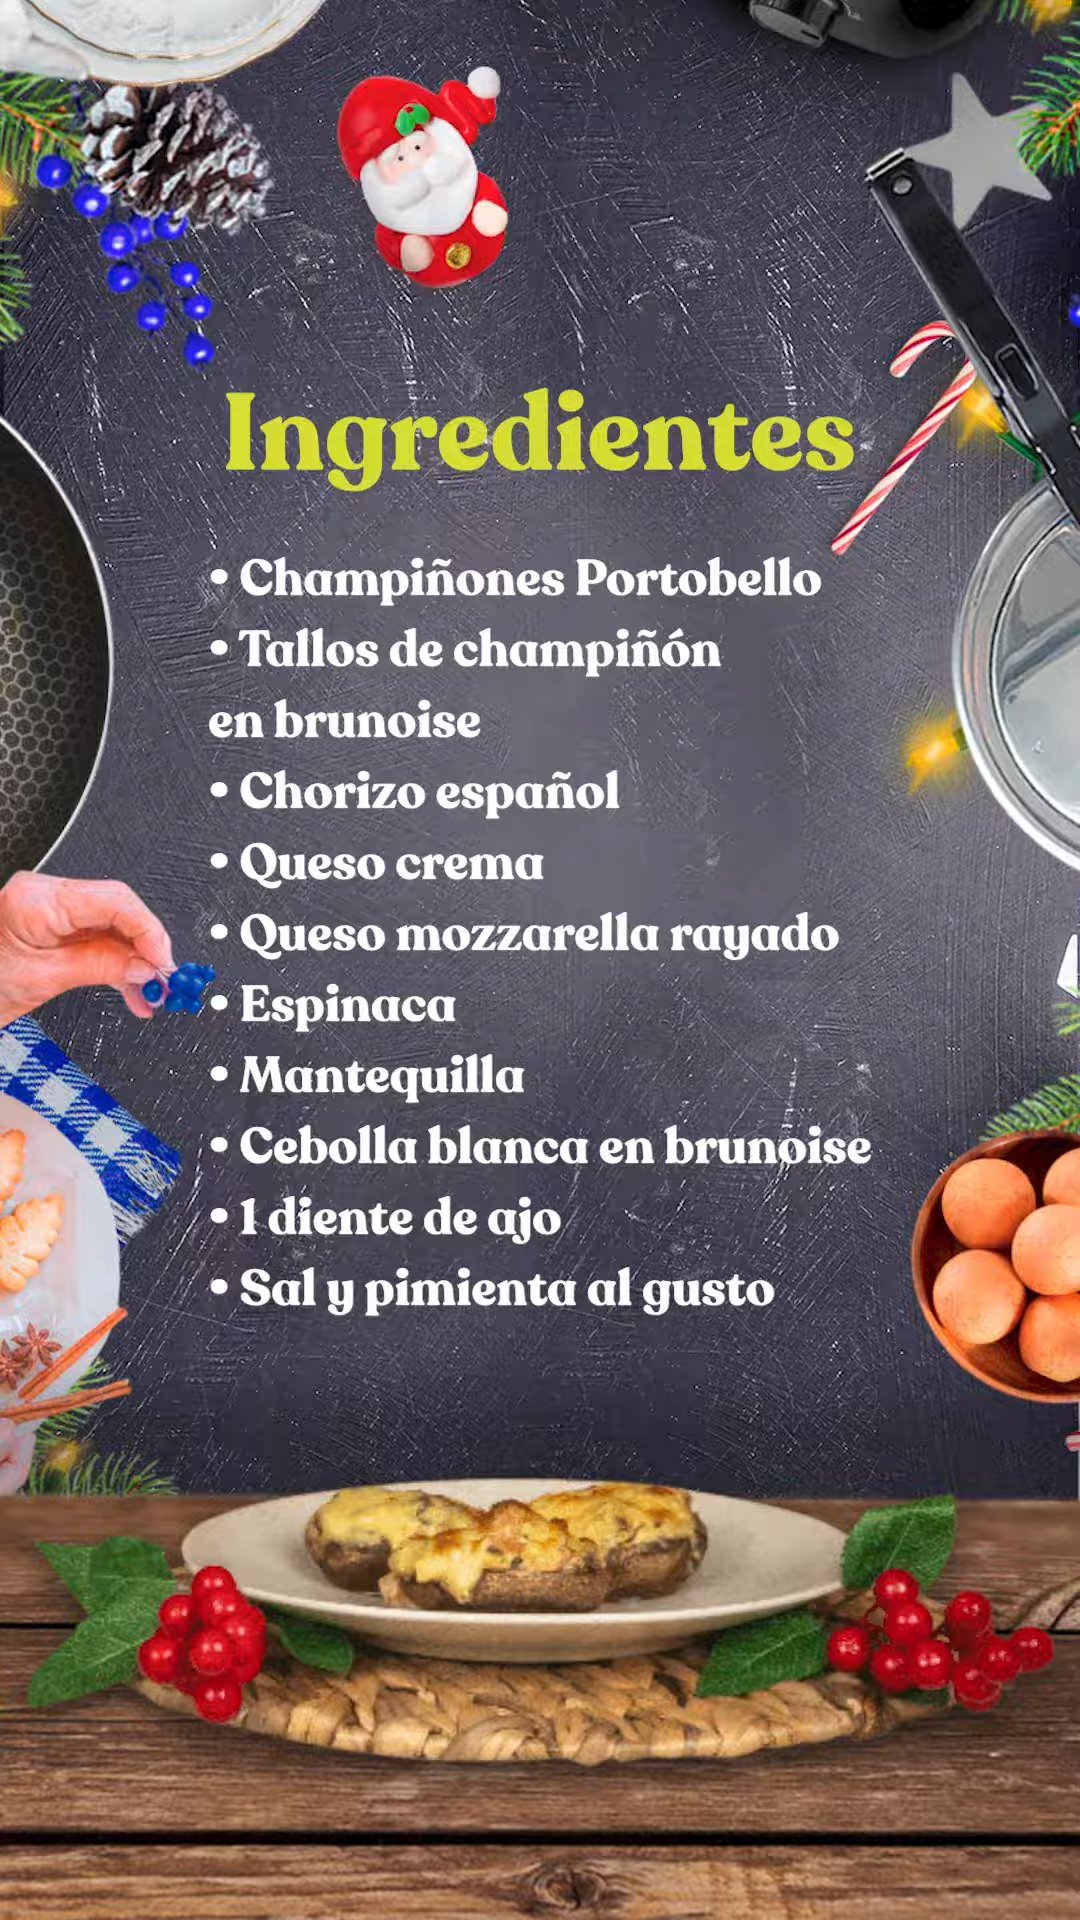 Ingredientes
• Champiñones Portobello
• Tallos de champiñón
en brunoise
• Chorizo español
• Queso crema
• Queso mozzarella rayado
• Espinaca
• Mantequilla
• Cebolla blanca en brunoise
• 1 diente de ajo
• Sal y pimienta al gusto